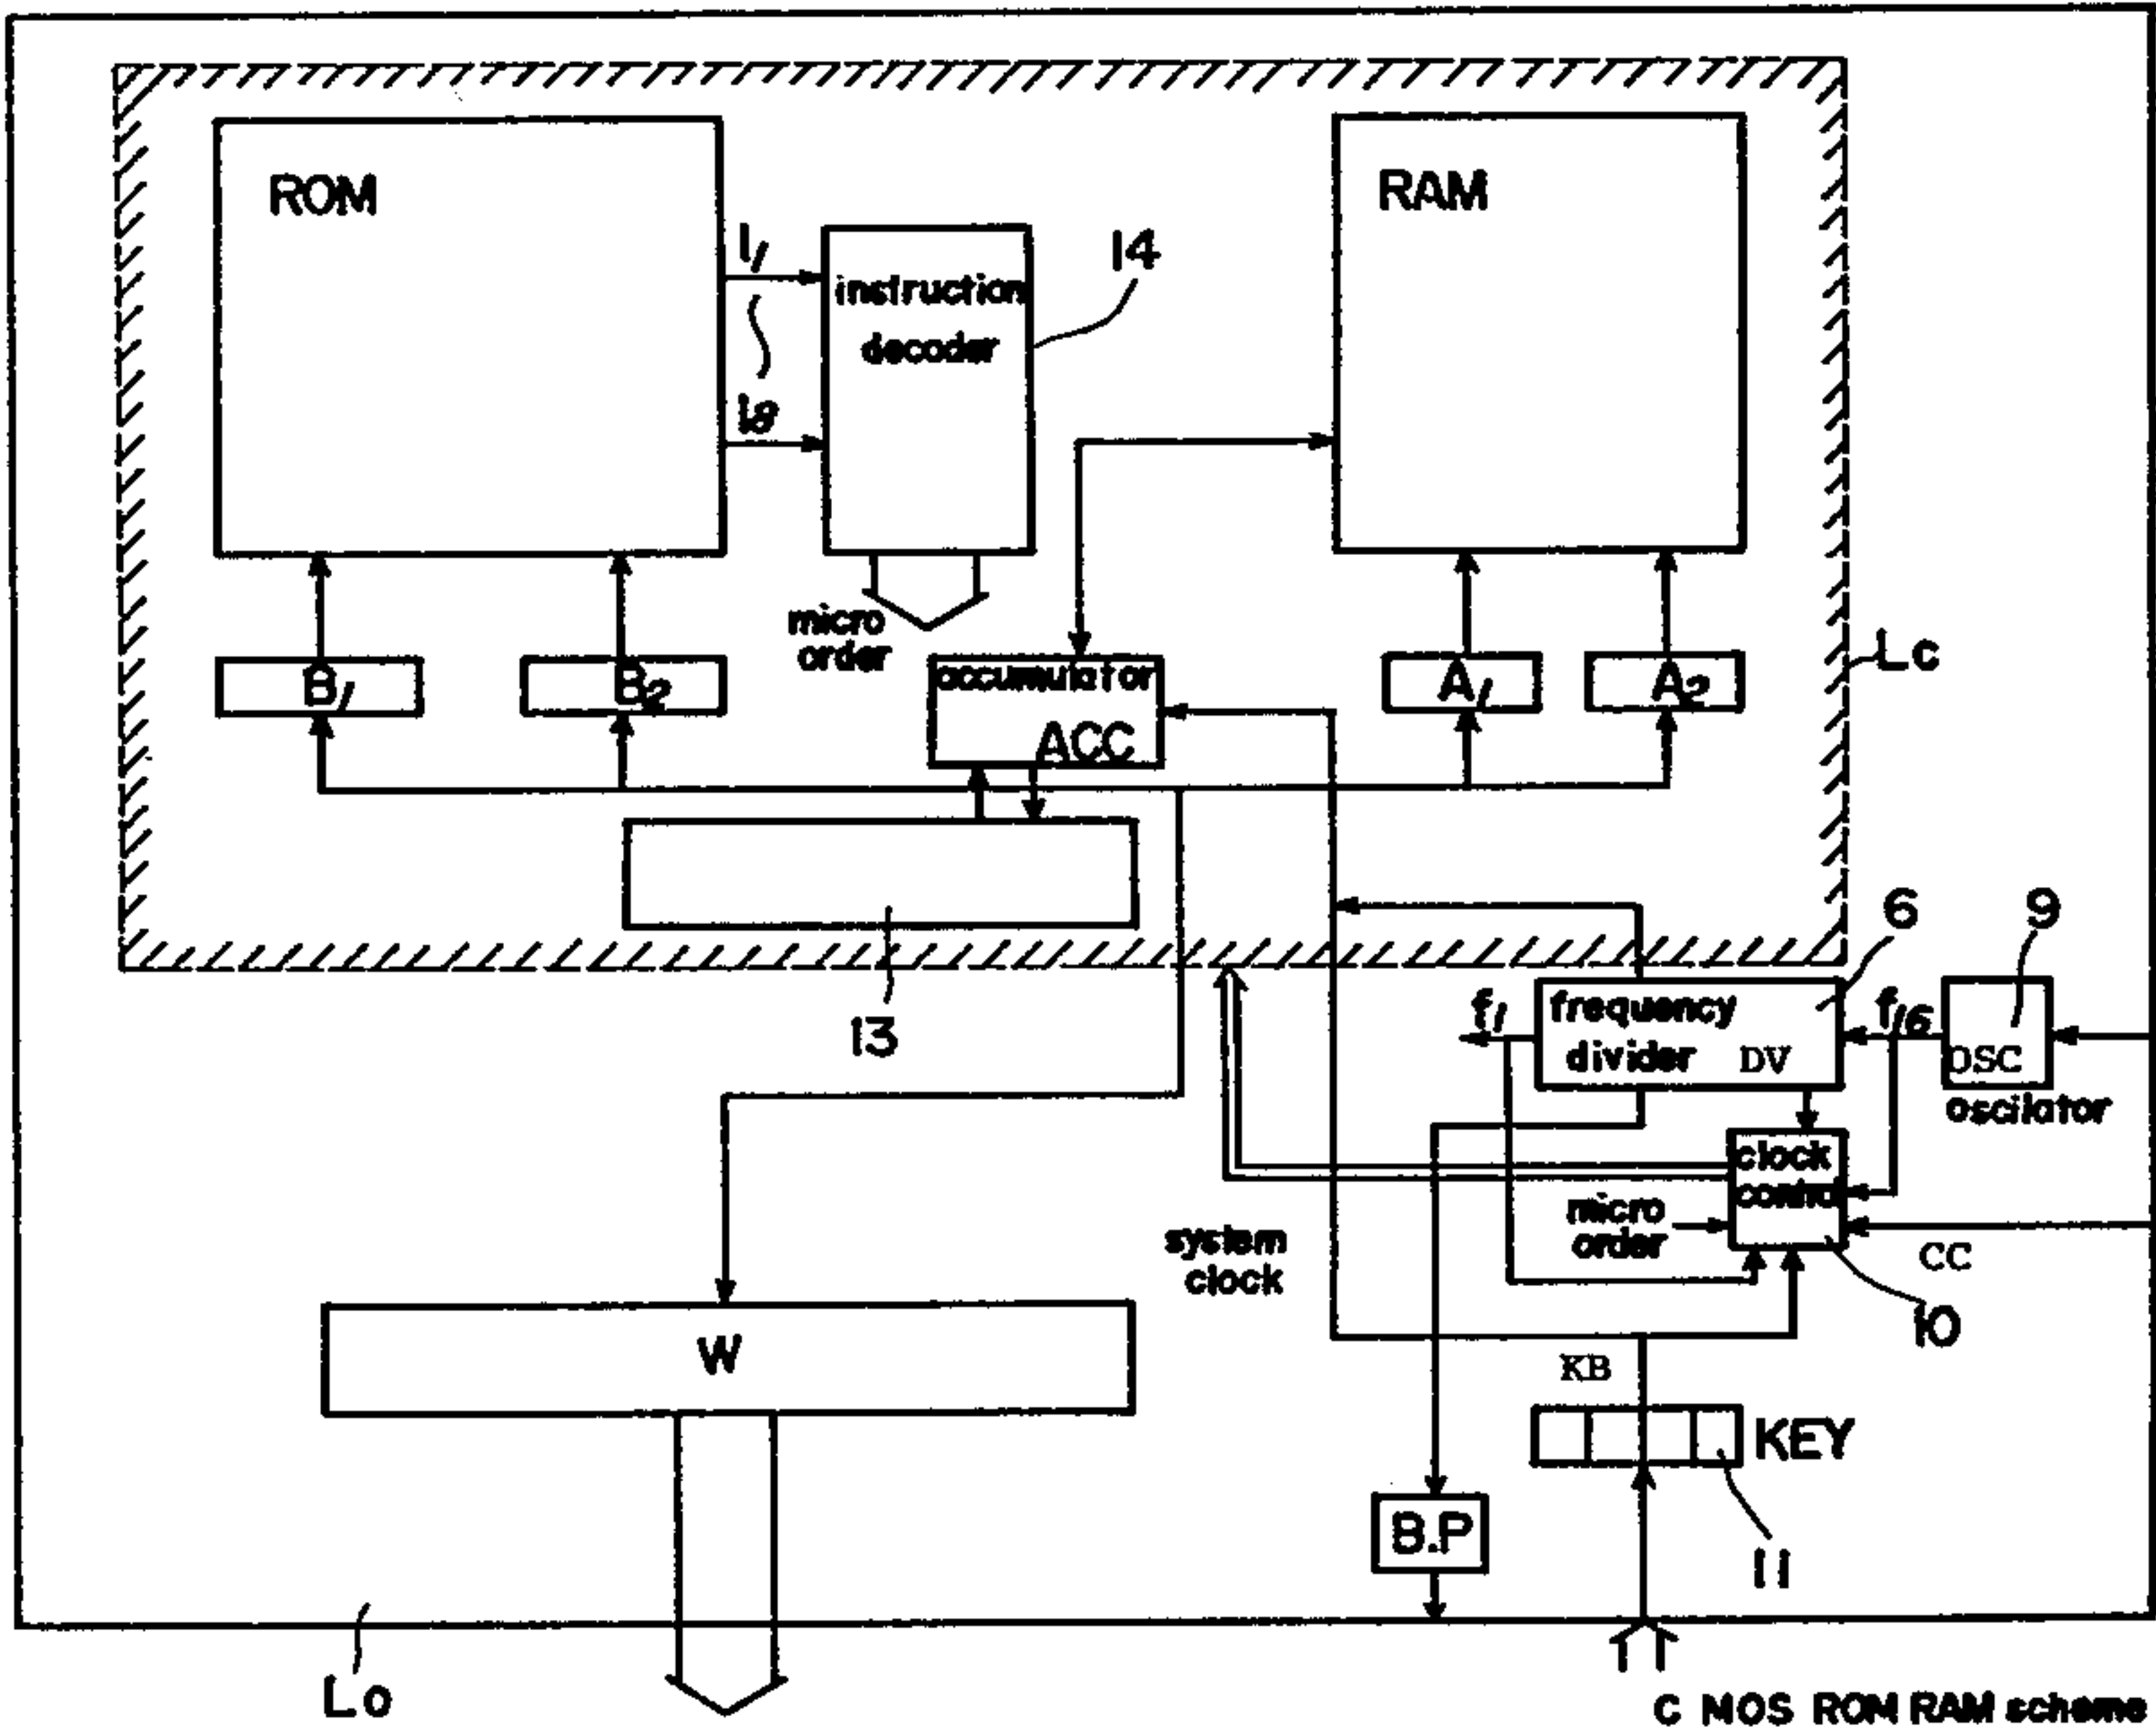 ROM
RAM
I1
I9
instruction
decoder
14
micro
order
B1
B2
accumulator
ACC
A1
A2
Lc
13
6
9
f1
frequency
divider DV
f16
OSC
oscilator
clock
control
micro
order
CC
system
clock
10
W
KB
KEY
B.P
11
Lo
C MOS ROM RAM scheme